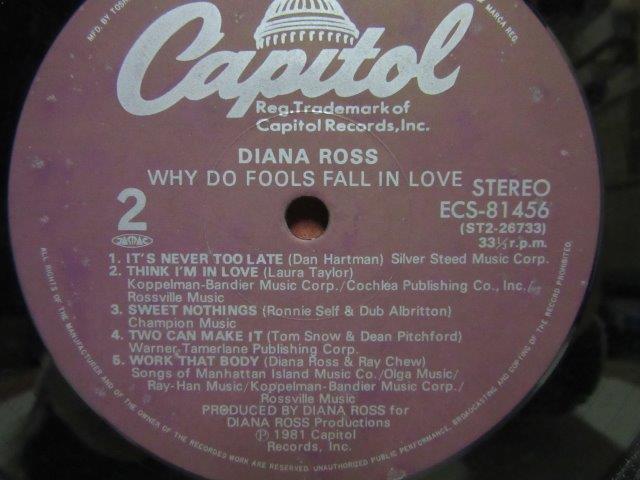 MFD. BY TOSH
MARCA REG.
Capitol
Reg. Trademark of
Capitol Records, Inc.
DIANA ROSS
WHY DO FOOLS FALL IN LOVE
2
STEREO
ECS-81456
(ST2-26733)
33⅓ r.p.m.
JASRAC
1. IT'S NEVER TOO LATE (Dan Hartman) Silver Steed Music Corp.
2. THINK I'M IN LOVE (Laura Taylor)
Koppelman-Bandier Music Corp./Cochlea Publishing Co., Inc./
Rossville Music
3. SWEET NOTHINGS (Ronnie Self & Dub Albritton)
Champion Music
4. TWO CAN MAKE IT (Tom Snow & Dean Pitchford)
Warner-Tamerlane Publishing Corp.
5. WORK THAT BODY (Diana Ross & Ray Chew)
Songs of Manhattan Island Music Co./Olga Music/
Ray-Han Music/Koppelman-Bandier Music Corp./
Rossville Music
PRODUCED BY DIANA ROSS for
DIANA ROSS Productions
Ⓟ 1981 Capitol
Records, Inc.
ALL RIGHTS OF THE MANUFACTURER AND OF THE OWNER OF THE RECORDED WORK ARE RESERVED. UNAUTHORIZED PUBLIC PERFORMANCE, BROADCASTING AND COPYING OF THE RECORD PROHIBITED.